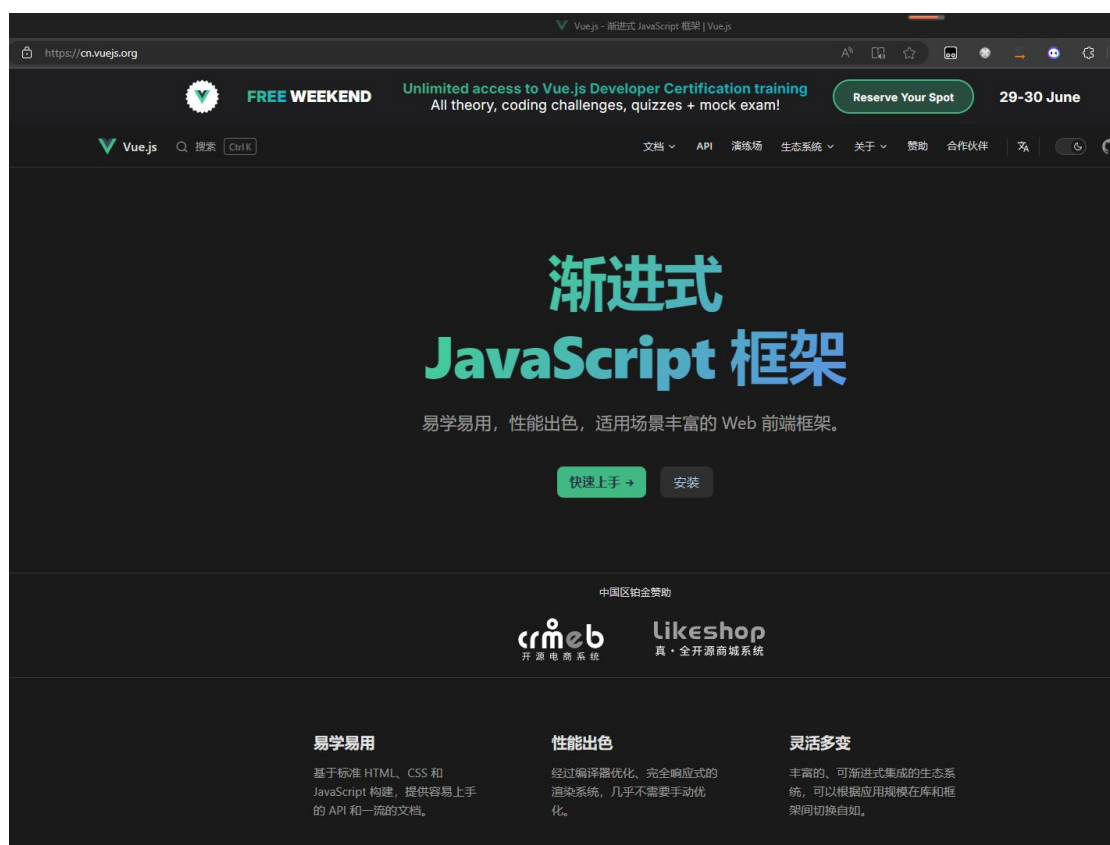 Vue.js - 渐进式 JavaScript 框架 | Vue.js
https://cn.vuejs.org
FREE WEEKEND
Unlimited access to Vue.js Developer Certification training
All theory, coding challenges, quizzes + mock exam!
Reserve Your Spot
29-30 June
Vue.js
搜索
Ctrl K
文档
API
演练场
生态系统
关于
赞助
合作伙伴
渐进式
JavaScript 框架
易学易用，性能出色，适用场景丰富的 Web 前端框架。
快速上手 →
安装
中国区铂金赞助
crmeb
开源电商系统
likeshop
真·全开源商城系统
易学易用
基于标准 HTML、CSS 和
JavaScript 构建，提供容易上手
的 API 和一流的文档。
性能出色
经过编译器优化、完全响应式的
渲染系统，几乎不需要手动优
化。
灵活多变
丰富的、可渐进式集成的生态系
统，可以根据应用规模在库和框
架间切换自如。